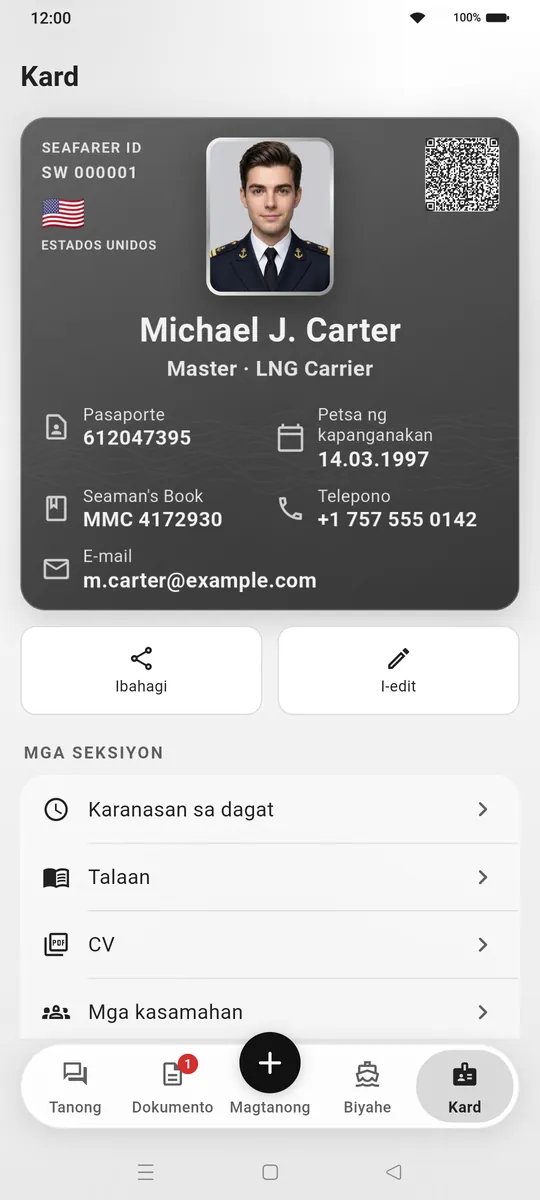 12:00
100%
Kard
SEAFARER ID
SW 000001
ESTADOS UNIDOS
Michael J. Carter
Master · LNG Carrier
Pasaporte
612047395
Petsa ng
kapanganakan
14.03.1997
Seaman's Book
MMC 4172930
Telepono
+1 757 555 0142
E-mail
m.carter@example.com
Ibahagi
I-edit
MGA SEKSIYON
Karanasan sa dagat
Talaan
PDF
CV
Mga kasamahan
1
Tanong
Dokumento
Magtanong
Biyahe
Kard